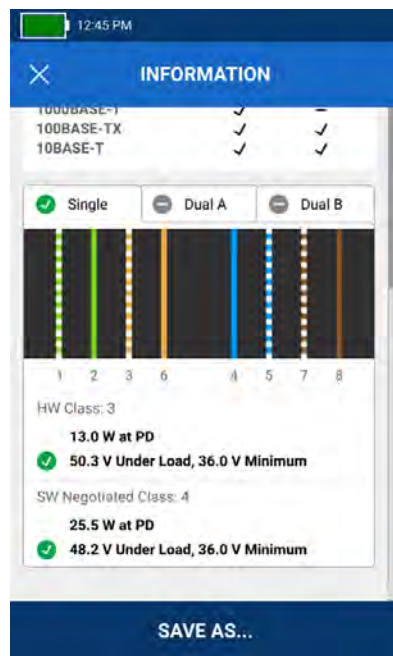 12:45 PM
INFORMATION
1000BASE-T
100BASE-TX
10BASE-T
Single Dual A Dual B
1 2 3 6 4 5 7 8
HW Class: 3
13.0 W at PD
50.3 V Under Load, 36.0 V Minimum
SW Negotiated Class: 4
25.5 W at PD
48.2 V Under Load, 36.0 V Minimum
SAVE AS...